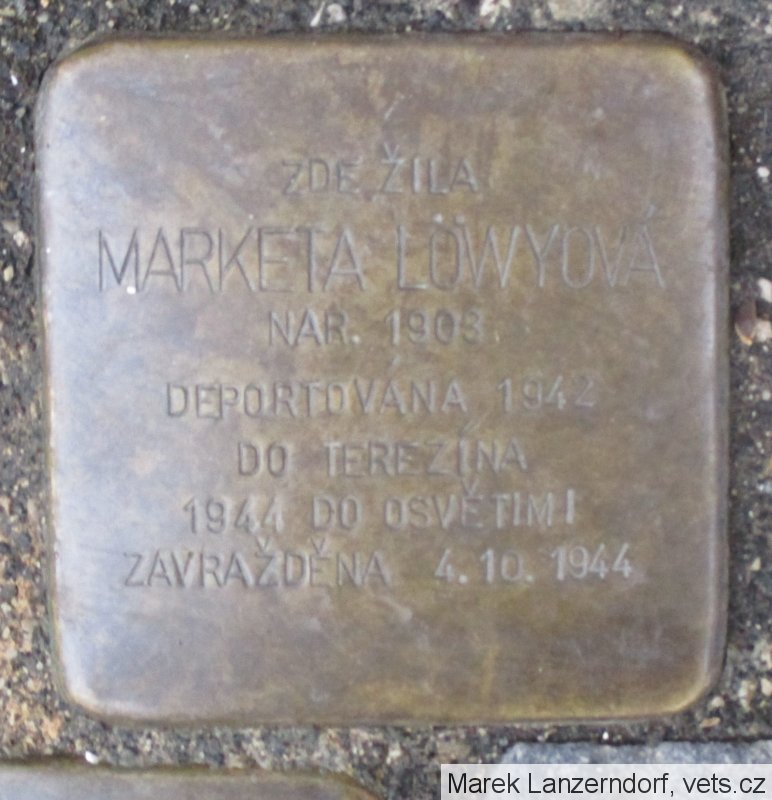 ZDE ŽILA
MARKETA LÖWYOVÁ
NAR. 1903
DEPORTOVÁNA 1942
DO TEREZÍNA
1944 DO OSVĚTIMI
ZAVRAŽDĚNA 4.10.1944
Marek Lanzerndorf, vets.cz